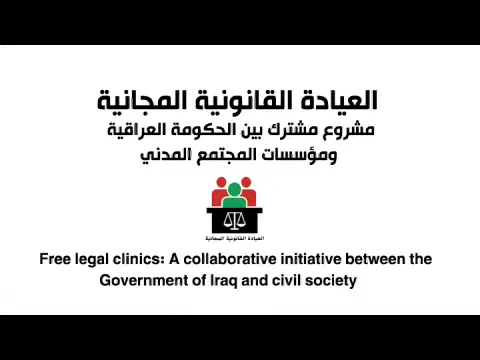 العيادة القانونية المجانية
مشروع مشترك بين الحكومة العراقية
ومؤسسات المجتمع المدني
العيادة القانونية المجانية
Free legal clinics: A collaborative initiative between the
Government of Iraq and civil society